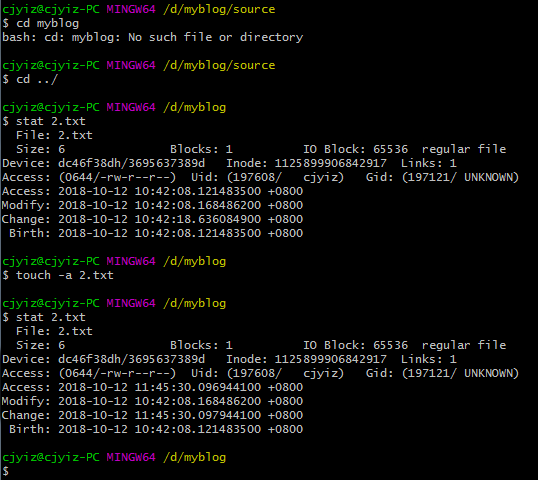 cjyiz@cjyiz-PC MINGW64 /d/myblog/source
$ cd myblog
bash: cd: myblog: No such file or directory
cjyiz@cjyiz-PC MINGW64 /d/myblog/source
$ cd ../
cjyiz@cjyiz-PC MINGW64 /d/myblog
$ stat 2.txt
  File: 2.txt
  Size: 6               Blocks: 1          IO Block: 65536  regular file
Device: dc46f38dh/3695637389d   Inode: 1125899906842917  Links: 1
Access: (0644/-rw-r--r--)  Uid: (197608/   cjyiz)   Gid: (197121/ UNKNOWN)
Access: 2018-10-12 10:42:08.121483500 +0800
Modify: 2018-10-12 10:42:08.168486200 +0800
Change: 2018-10-12 10:42:18.636084900 +0800
 Birth: 2018-10-12 10:42:08.121483500 +0800
cjyiz@cjyiz-PC MINGW64 /d/myblog
$ touch -a 2.txt
cjyiz@cjyiz-PC MINGW64 /d/myblog
$ stat 2.txt
  File: 2.txt
  Size: 6               Blocks: 1          IO Block: 65536  regular file
Device: dc46f38dh/3695637389d   Inode: 1125899906842917  Links: 1
Access: (0644/-rw-r--r--)  Uid: (197608/   cjyiz)   Gid: (197121/ UNKNOWN)
Access: 2018-10-12 11:45:30.096944100 +0800
Modify: 2018-10-12 10:42:08.168486200 +0800
Change: 2018-10-12 11:45:30.097944100 +0800
 Birth: 2018-10-12 10:42:08.121483500 +0800
cjyiz@cjyiz-PC MINGW64 /d/myblog
$